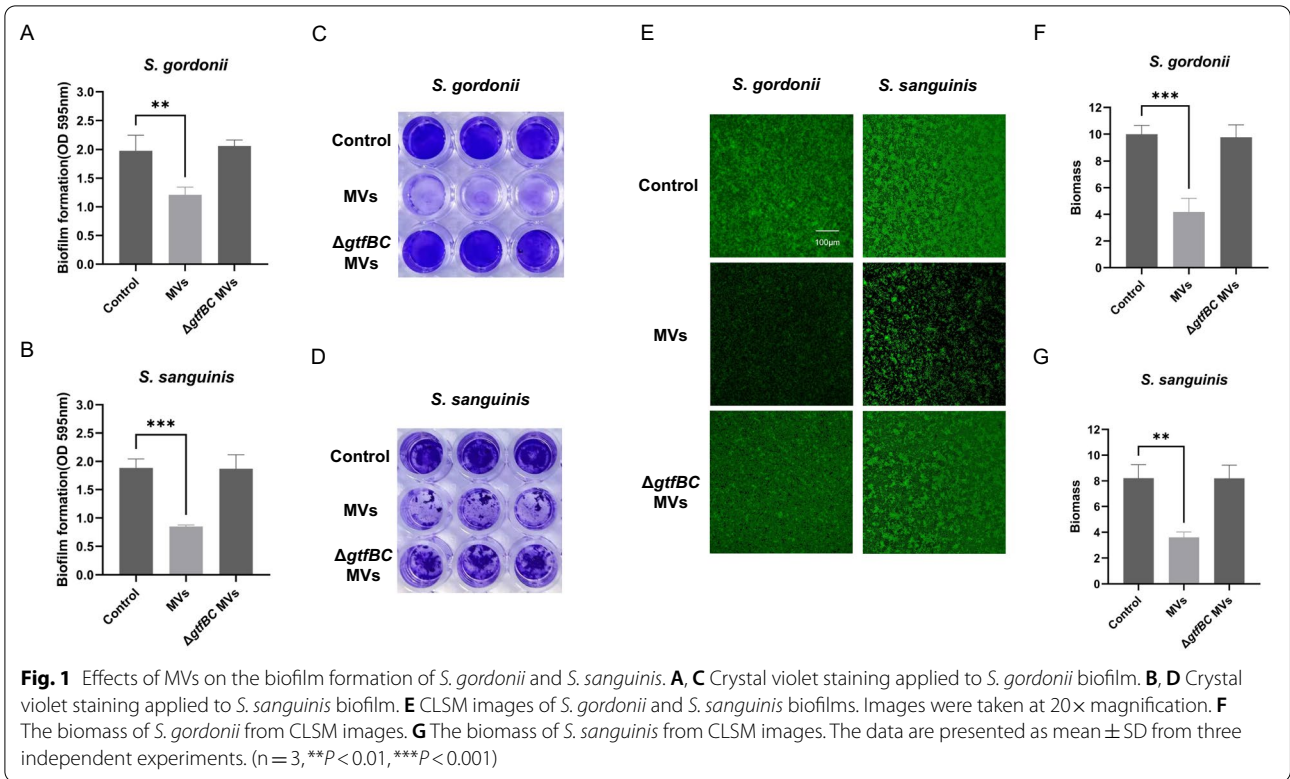 A
S. gordonii
Biofilm formation(OD 595nm)
3.0
2.5
2.0
1.5
1.0
0.5
0.0
**
Control
MVs
ΔgtfBC MVs
B
S. sanguinis
Biofilm formation(OD 595nm)
3.0
2.5
2.0
1.5
1.0
0.5
0.0
***
Control
MVs
ΔgtfBC MVs
C
S. gordonii
Control
MVs
ΔgtfBC
MVs
D
S. sanguinis
Control
MVs
ΔgtfBC
MVs
E
S. gordonii
S. sanguinis
Control
100μm
MVs
ΔgtfBC
MVs
F
S. gordonii
Biomass
12
10
8
6
4
2
0
***
Control
MVs
ΔgtfBC MVs
G
S. sanguinis
Biomass
12
10
8
6
4
2
0
**
Control
MVs
ΔgtfBC MVs
Fig. 1 Effects of MVs on the biofilm formation of S. gordonii and S. sanguinis. A, C Crystal violet staining applied to S. gordonii biofilm. B, D Crystal
violet staining applied to S. sanguinis biofilm. E CLSM images of S. gordonii and S. sanguinis biofilms. Images were taken at 20× magnification. F
The biomass of S. gordonii from CLSM images. G The biomass of S. sanguinis from CLSM images. The data are presented as mean ± SD from three
independent experiments. (n = 3, **P < 0.01, ***P < 0.001)